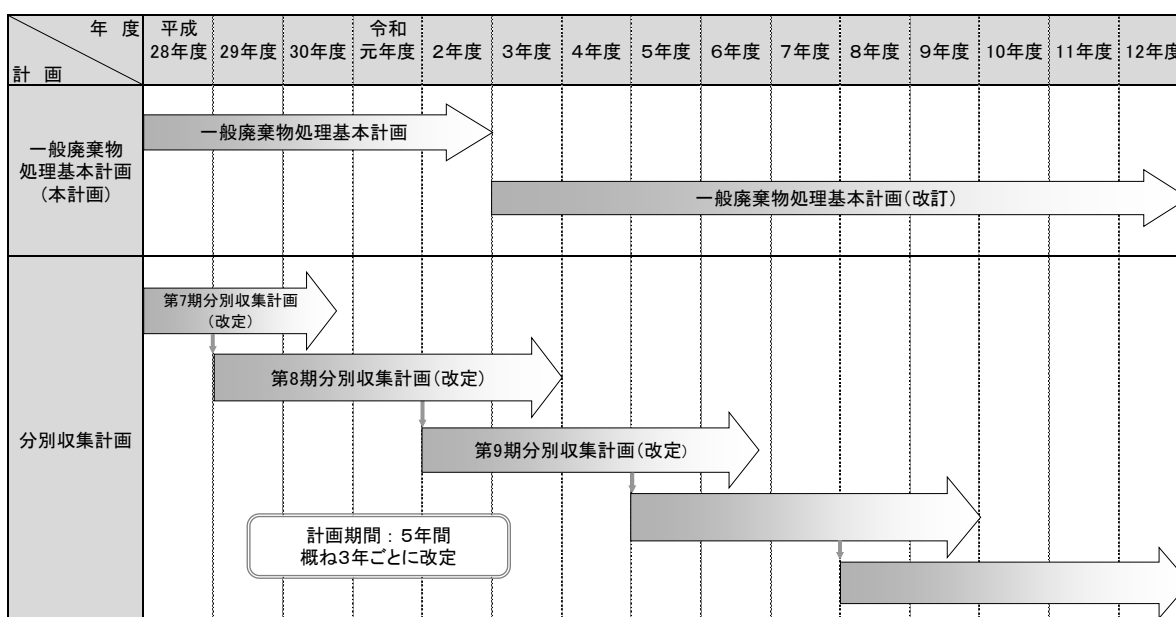 年 度
計 画
平成
28年度
29年度
30年度
令和
元年度
2年度
3年度
4年度
5年度
6年度
7年度
8年度
9年度
10年度
11年度
12年度
一般廃棄物
処理基本計画
(本計画)
一般廃棄物処理基本計画
一般廃棄物処理基本計画(改訂)
分別収集計画
第7期分別収集計画
(改定)
第8期分別収集計画(改定)
第9期分別収集計画(改定)
計画期間：5年間
概ね3年ごとに改定